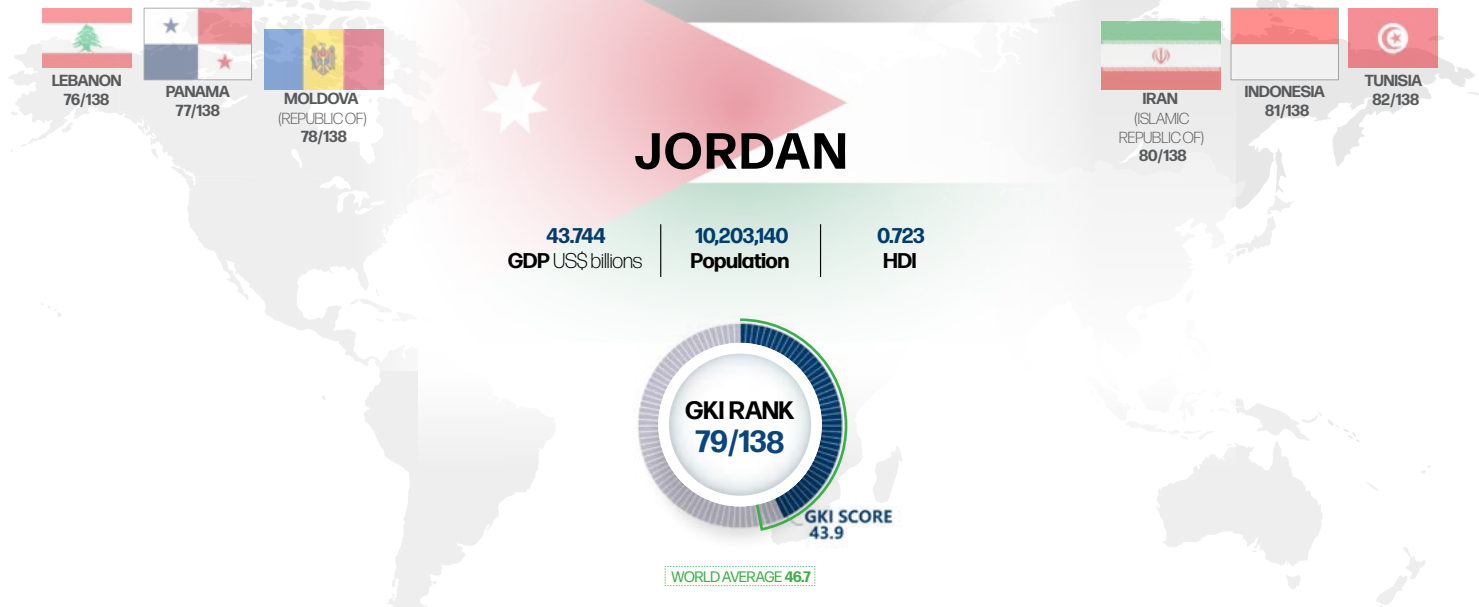 LEBANON
76/138
PANAMA
77/138
MOLDOVA
(REPUBLIC OF)
78/138
IRAN
(ISLAMIC
REPUBLIC OF)
80/138
INDONESIA
81/138
TUNISIA
82/138
JORDAN
43.744
GDP US$ billions
10,203,140
Population
0.723
HDI
GKI RANK
79/138
GKI SCORE
43.9
WORLD AVERAGE 46.7